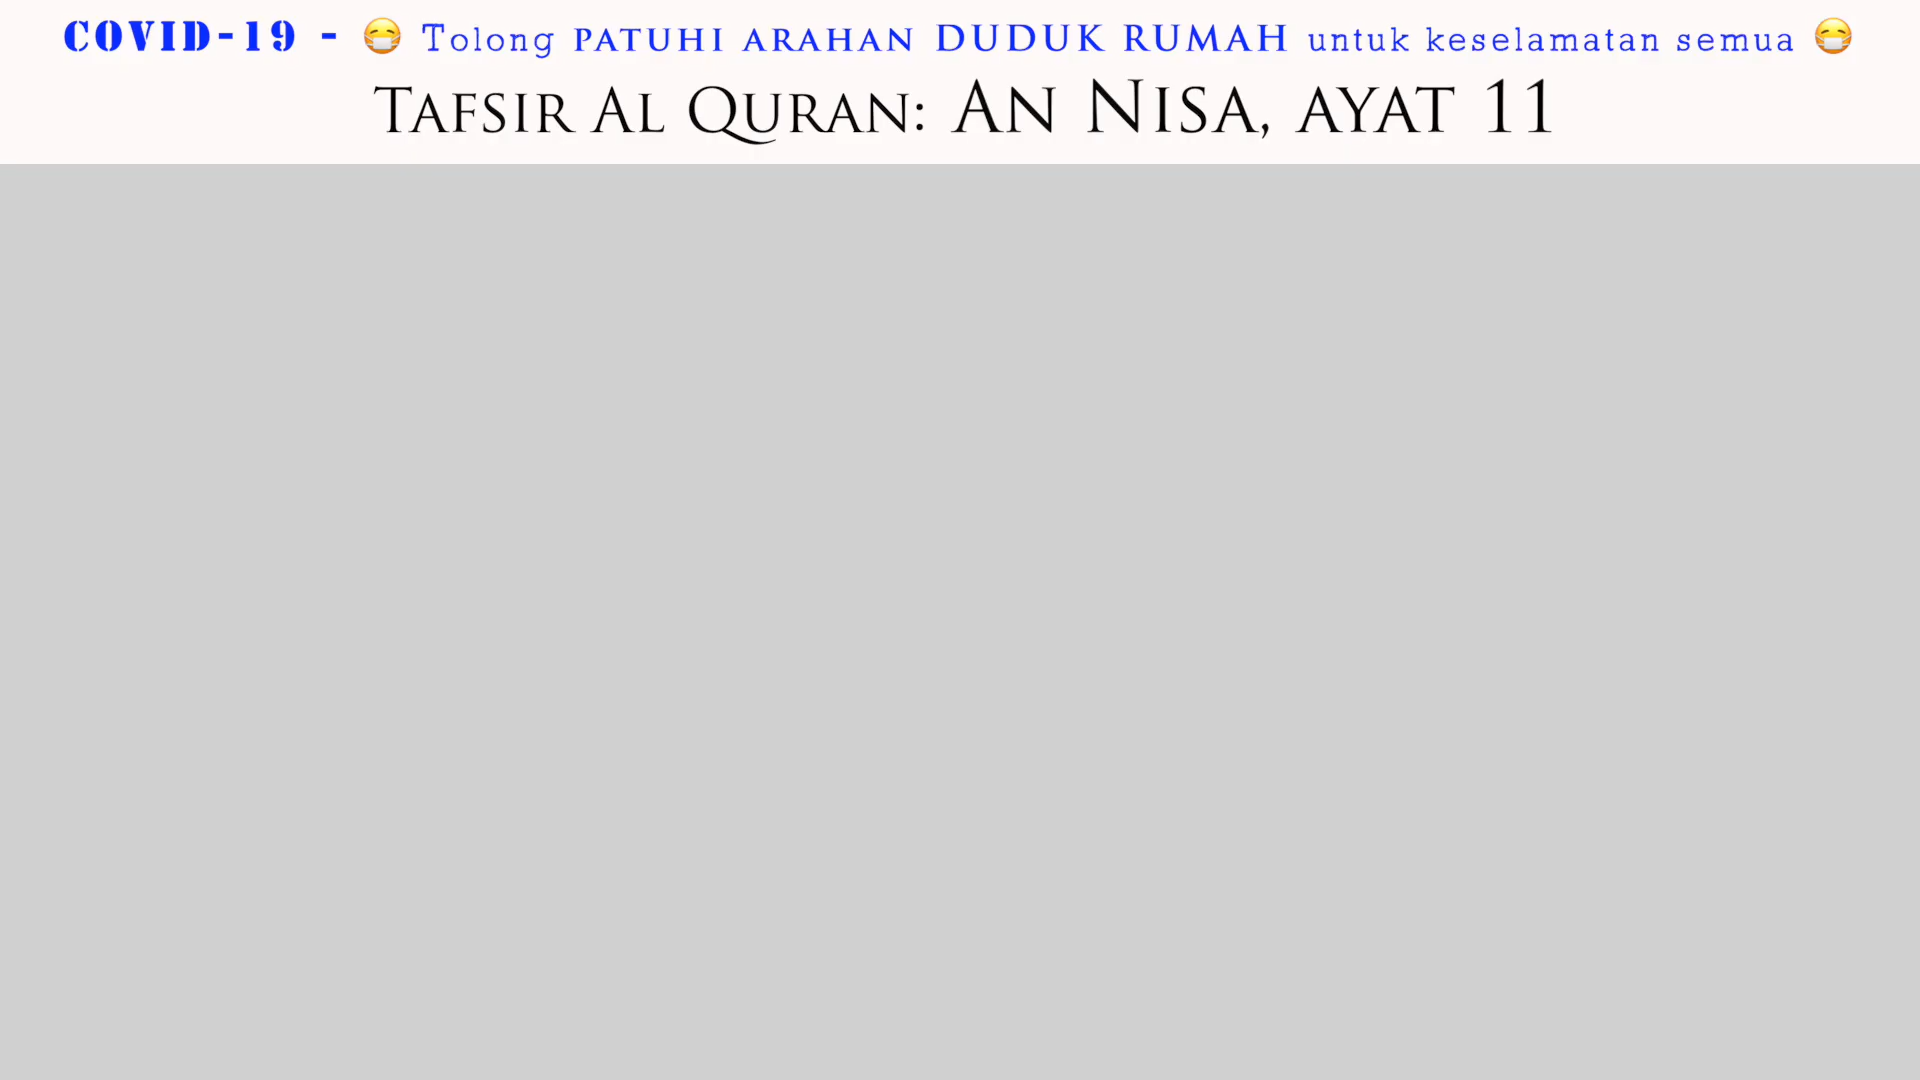 COVID-19 - 😷 Tolong PATUHI ARAHAN DUDUK RUMAH untuk keselamatan semua 😷
TAFSIR AL QURAN: AN NISA, AYAT 11